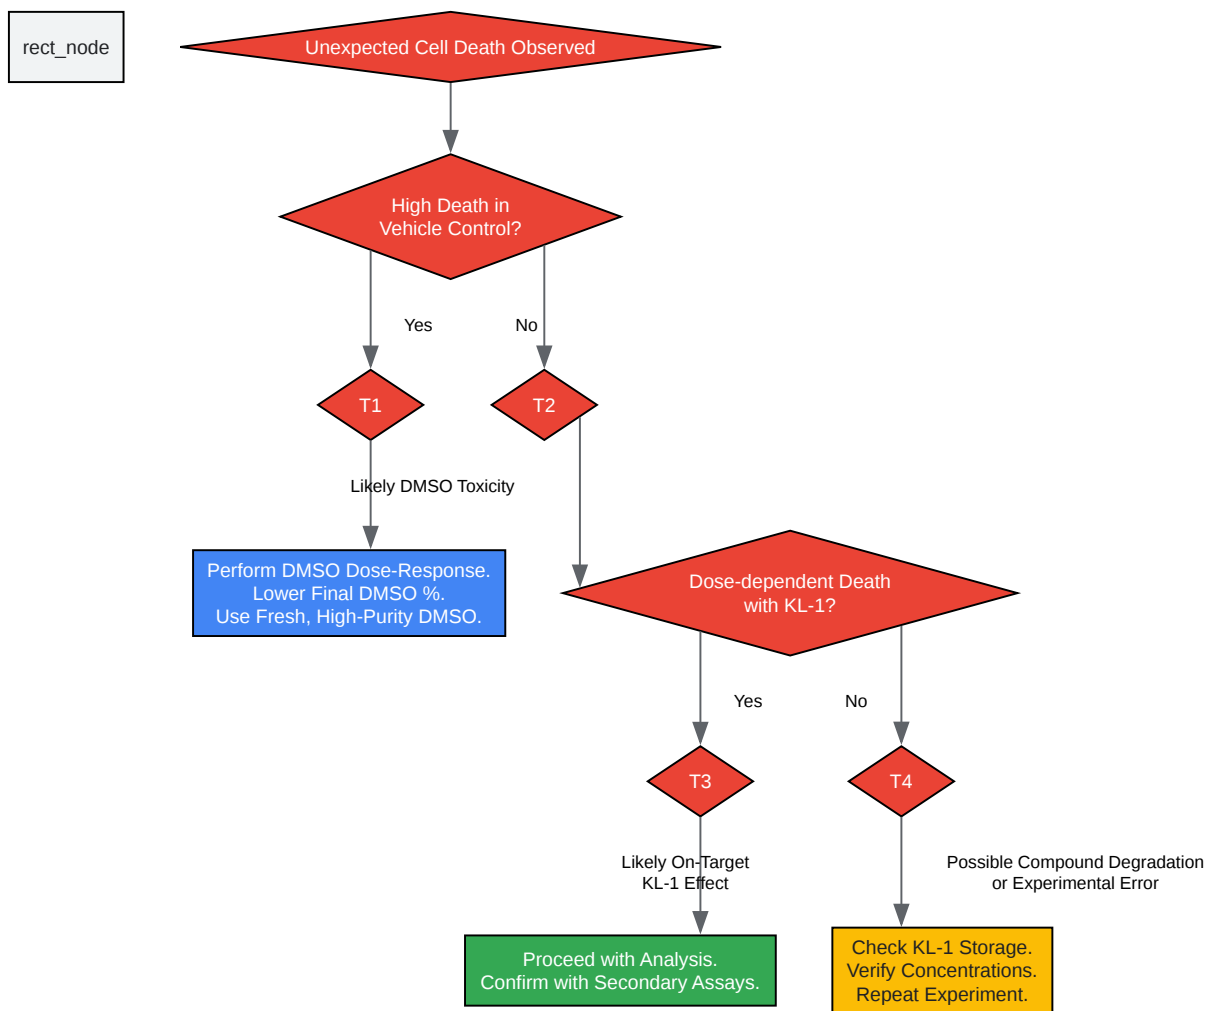 rect_node
Unexpected Cell Death Observed
High Death in
Vehicle Control?
Yes
No
T1
T2
Likely DMSO Toxicity
Perform DMSO Dose-Response.
Lower Final DMSO %.
Use Fresh, High-Purity DMSO.
Dose-dependent Death
with KL-1?
Yes
No
T3
T4
Likely On-Target
KL-1 Effect
Possible Compound Degradation
or Experimental Error
Proceed with Analysis.
Confirm with Secondary Assays.
Check KL-1 Storage.
Verify Concentrations.
Repeat Experiment.